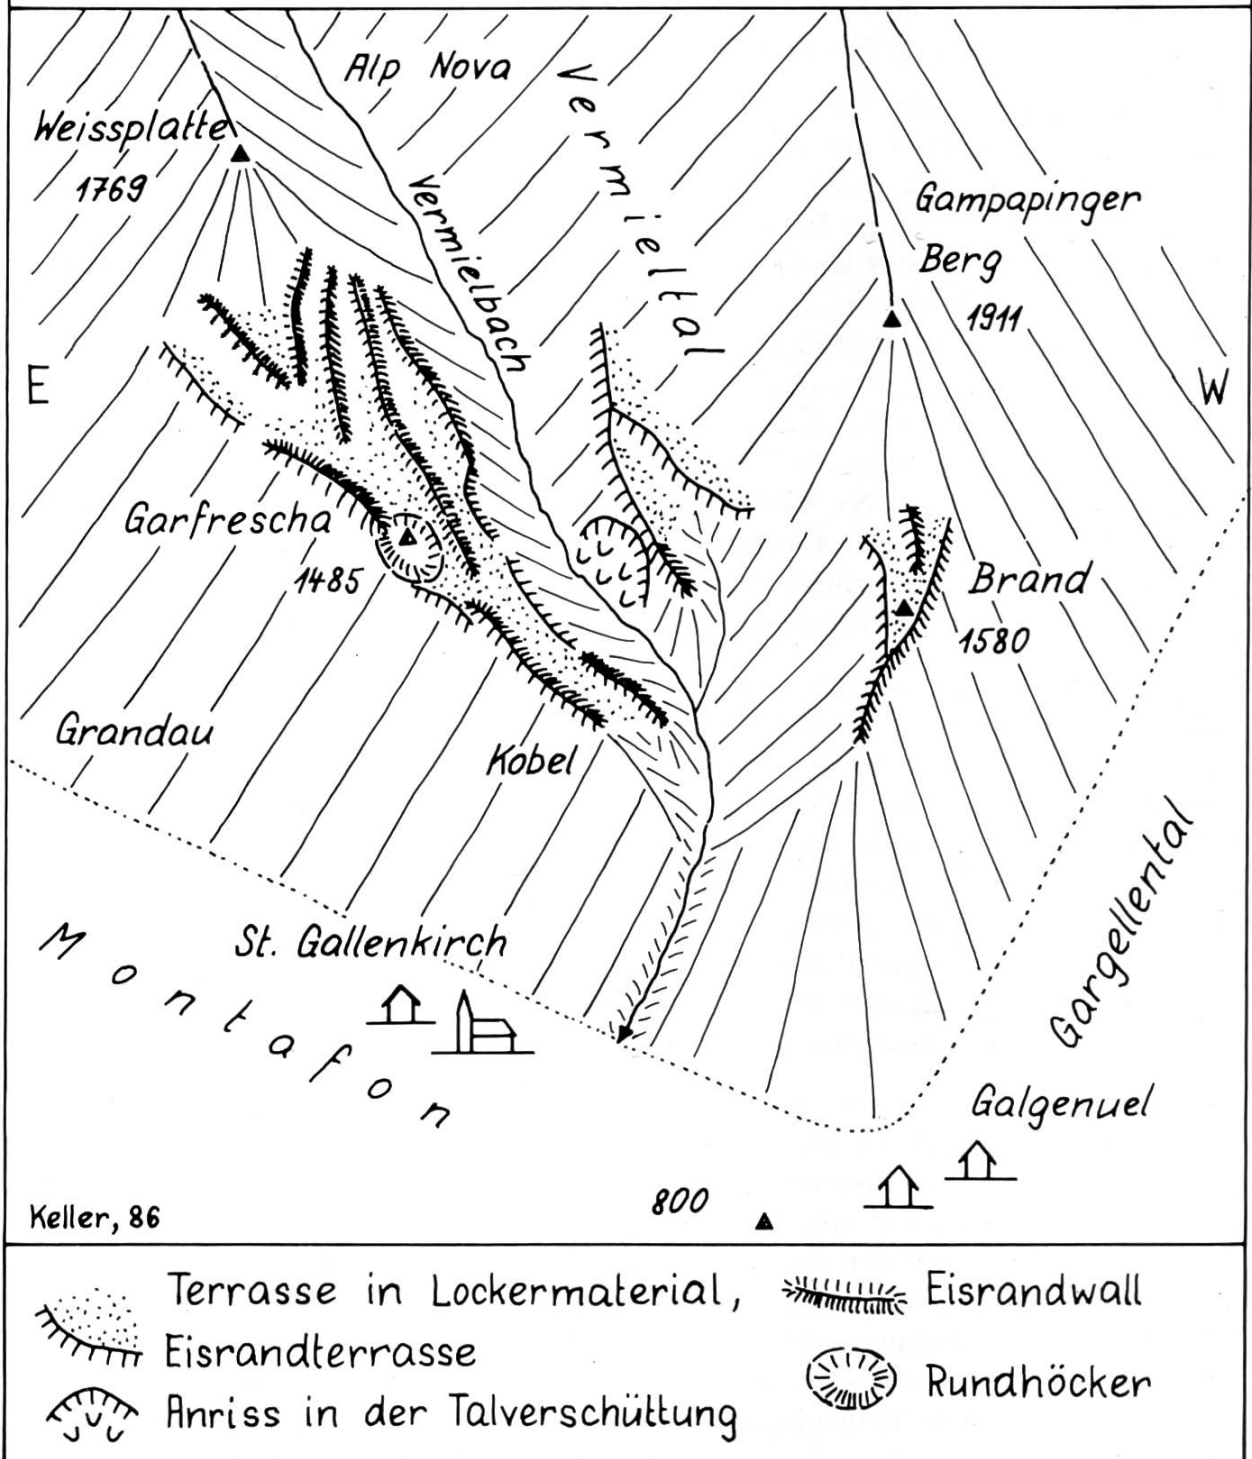 Alp Nova
Vermieltal
Weissplatte
1769
Vermielbach
Gampapinger
Berg
1911
E
W
Garfrescha
1485
Brand
1580
Grandau
Kobel
St. Gallenkirch
Montafon
Gargellental
Galgenuel
800
Keller, 86
Terrasse in Lockermaterial,
Eisrandterrasse
Anriss in der Talverschüttung
Eisrandwall
Rundhöcker